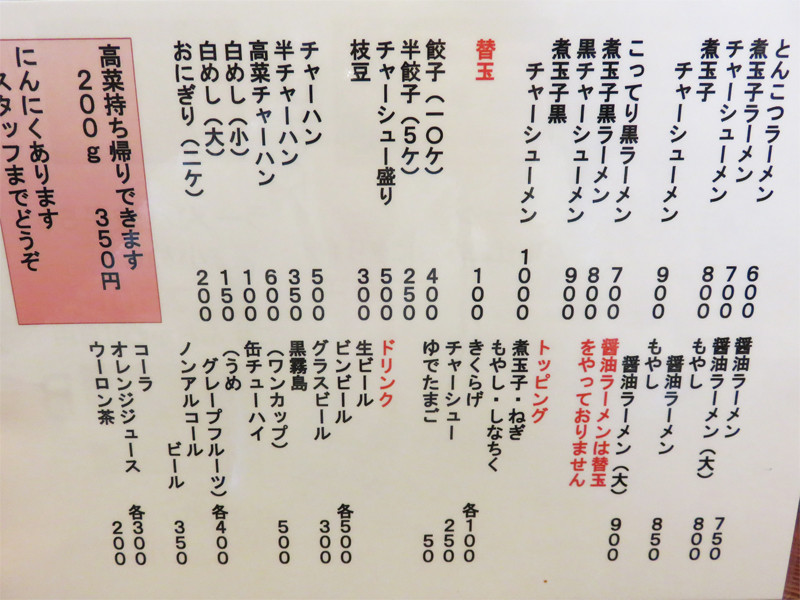 とんこつラーメン 600
煮玉子ラーメン 700
チャーシューメン 800
煮玉子
チャーシューメン 900
こってり黒ラーメン 700
煮玉子黒ラーメン 800
黒チャーシューメン 900
煮玉子黒
チャーシューメン 1000
替玉 100
餃子（一〇ケ） 400
半餃子（5ケ） 250
チャーシュー盛り 500
枝豆 300
チャーハン 500
半チャーハン 350
高菜チャーハン 600
白めし（小） 100
白めし（大） 150
おにぎり（二ケ） 200
高菜持ち帰りできます
200g 350円
にんにくあります
スタッフまでどうぞ
醤油ラーメン 750
醤油ラーメン（大） 800
もやし
醤油ラーメン 850
もやし
醤油ラーメン（大） 900
醤油ラーメンは替玉
をやっておりません
トッピング
煮玉子・ねぎ
もやし・しなちく
きくらげ 各100
チャーシュー 250
ゆでたまご 50
ドリンク
生ビール
ビンビール 各500
グラスビール 300
黒霧島
（ワンカップ） 500
缶チューハイ
（うめ
グレープフルーツ） 各400
ノンアルコール
ビール 350
コーラ
オレンジジュース 各300
ウーロン茶 200